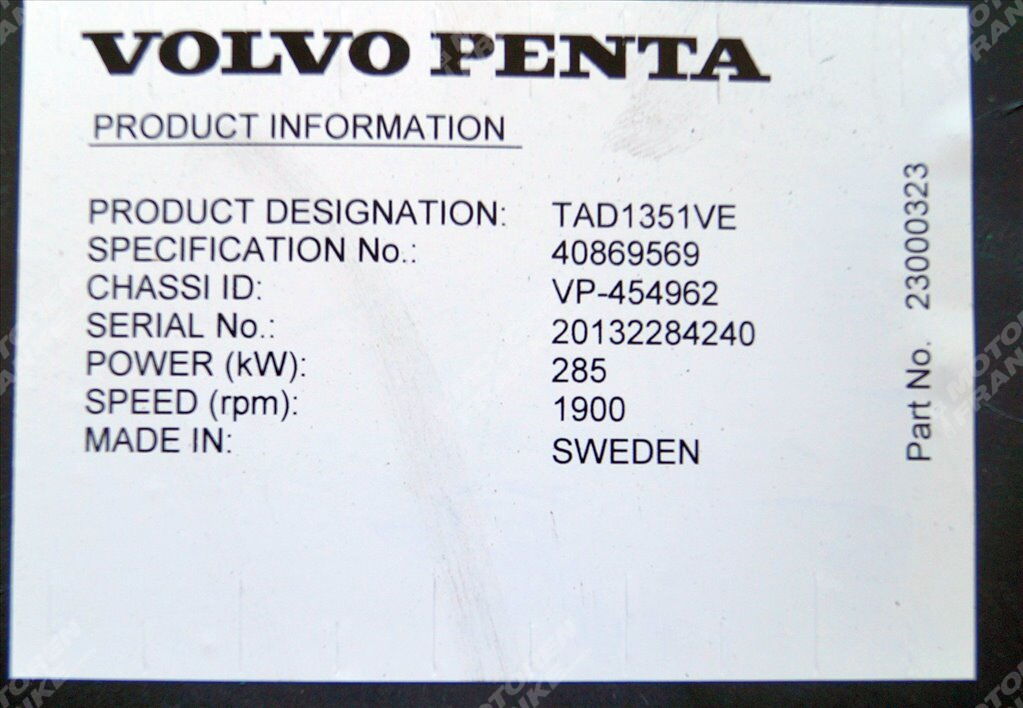 VOLVO PENTA
PRODUCT INFORMATION
PRODUCT DESIGNATION: TAD1351VE
SPECIFICATION No.: 40869569
CHASSI ID: VP-454962
SERIAL No.: 20132284240
POWER (kW): 285
SPEED (rpm): 1900
MADE IN: SWEDEN
Part No. 23000323